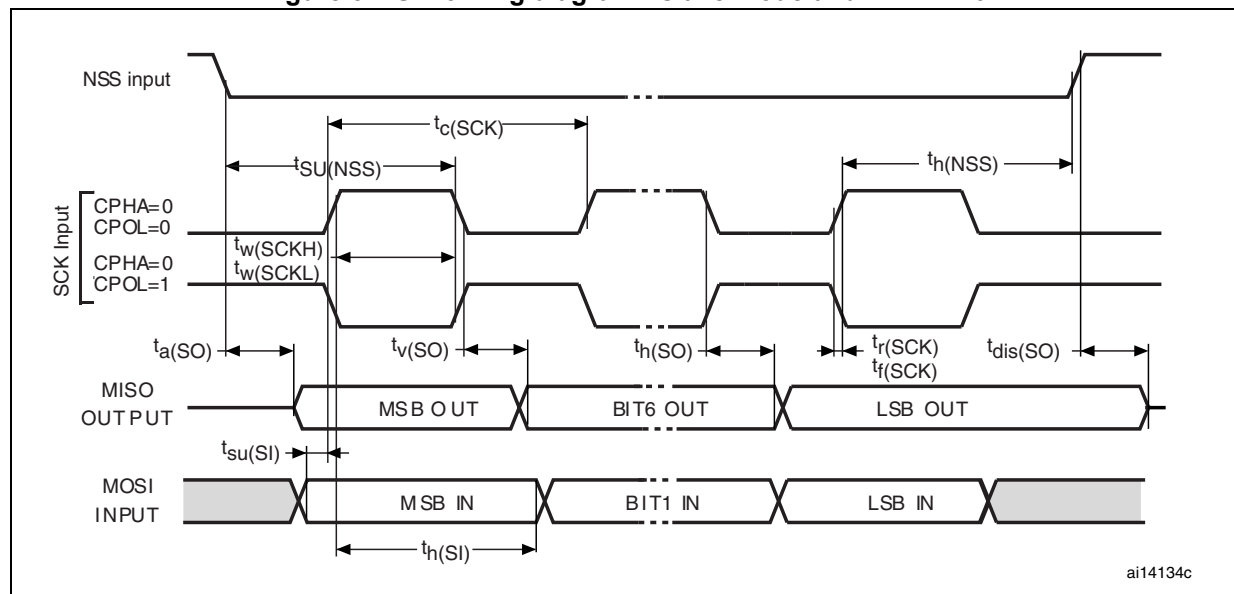 NSS input
tc(SCK)
tSU(NSS)
th(NSS)
SCK Input
CPHA=0
CPOL=0
tw(SCKH)
CPHA=0
tw(SCKL)
CPOL=1
ta(SO)
tv(SO)
th(SO)
tr(SCK)
tf(SCK)
tdis(SO)
MISO
OUTPUT
MSB OUT
BIT6 OUT
LSB OUT
tsu(SI)
MOSI
INPUT
MSB IN
BIT1 IN
LSB IN
th(SI)
ai14134c